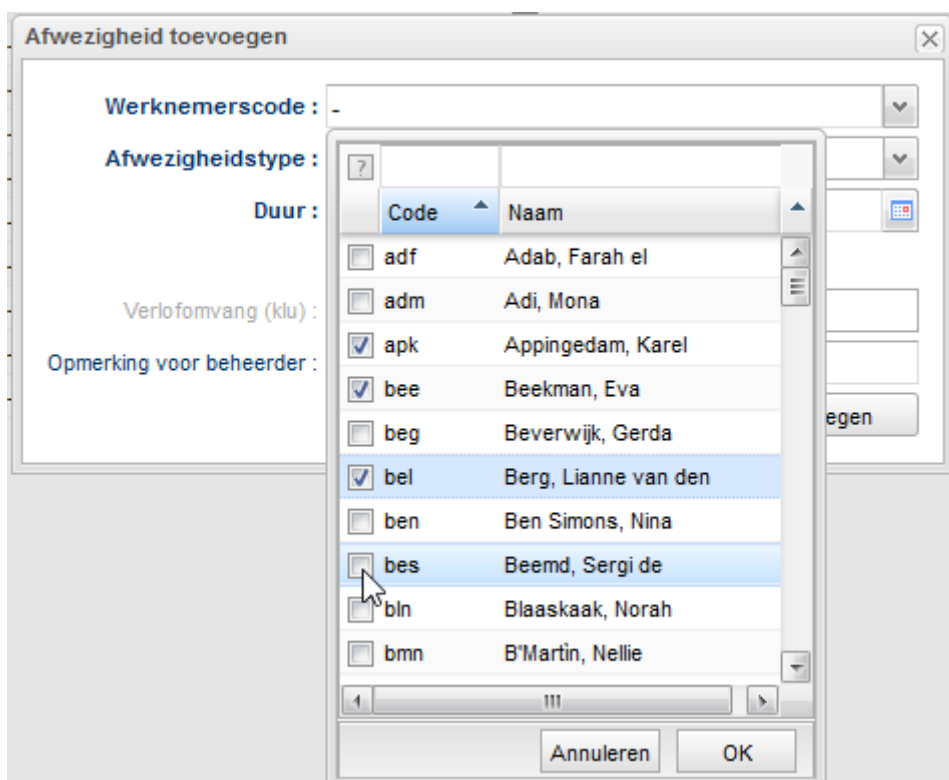 Afwezigheid toevoegen
Werknemerscode : -
Afwezigheidstype :
?
Code Naam
Duur :
adf Adab, Farah el
adm Adi, Mona
Verlofomvang (klu) :
apk Appingedam, Karel
Opmerking voor beheerder :
bee Beekman, Eva
beg Beverwijk, Gerda
egen
bel Berg, Lianne van den
ben Ben Simons, Nina
bes Beemd, Sergi de
bln Blaaskaak, Norah
bmn B'Martìn, Nellie
Annuleren OK